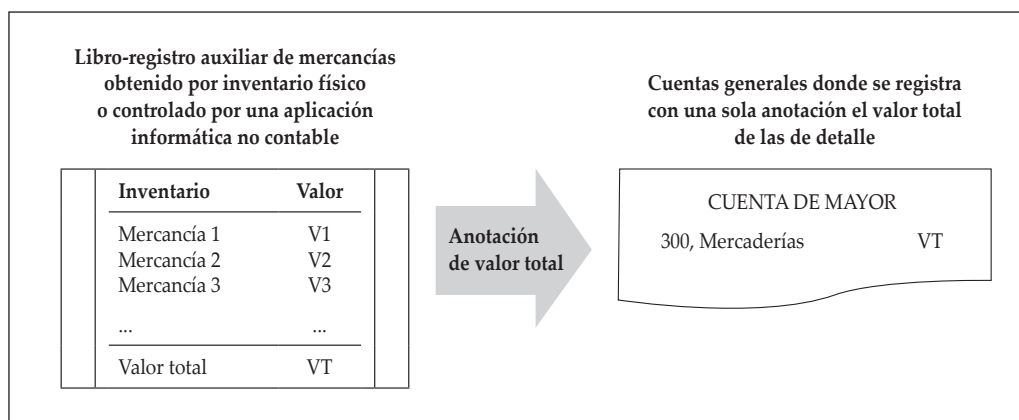 Libro-registro auxiliar de mercancías
obtenido por inventario físico
o controlado por una aplicación
informática no contable
Inventario Valor
Mercancía 1 V1
Mercancía 2 V2
Mercancía 3 V3
... ...
Valor total VT
Anotación
de valor total
Cuentas generales donde se registra
con una sola anotación el valor total
de las de detalle
CUENTA DE MAYOR
300, Mercaderías VT